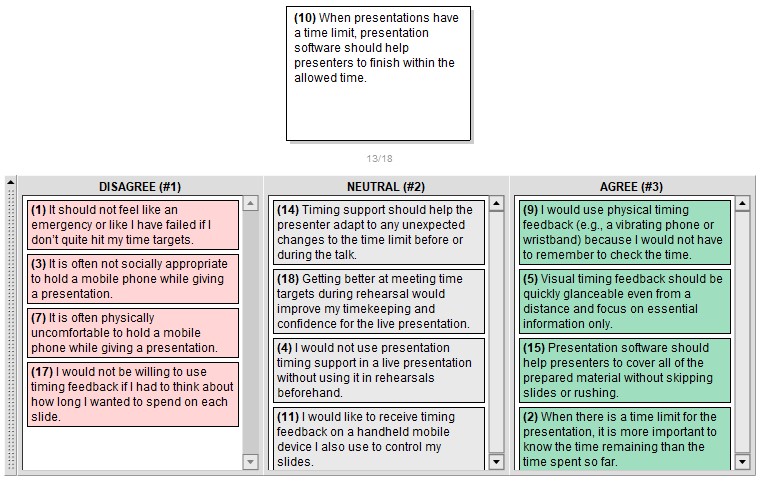 (10) When presentations have
a time limit, presentation
software should help
presenters to finish within the
allowed time.
13/18
DISAGREE (#1)
(1) It should not feel like an
emergency or like I have failed if I
don't quite hit my time targets.
(3) It is often not socially appropriate
to hold a mobile phone while giving
a presentation.
(7) It is often physically
uncomfortable to hold a mobile
phone while giving a presentation.
(17) I would not be willing to use
timing feedback if I had to think about
how long I wanted to spend on each
slide.
NEUTRAL (#2)
(14) Timing support should help the
presenter adapt to any unexpected
changes to the time limit before or
during the talk.
(18) Getting better at meeting time
targets during rehearsal would
improve my timekeeping and
confidence for the live presentation.
(4) I would not use presentation
timing support in a live presentation
without using it in rehearsals
beforehand.
(11) I would like to receive timing
feedback on a handheld mobile
device I also use to control my
slides.
AGREE (#3)
(9) I would use physical timing
feedback (e.g., a vibrating phone or
wristband) because I would not have
to remember to check the time.
(5) Visual timing feedback should be
quickly glanceable even from a
distance and focus on essential
information only.
(15) Presentation software should
help presenters to cover all of the
prepared material without skipping
slides or rushing.
(2) When there is a time limit for the
presentation, it is more important to
know the time remaining than the
time spent so far.